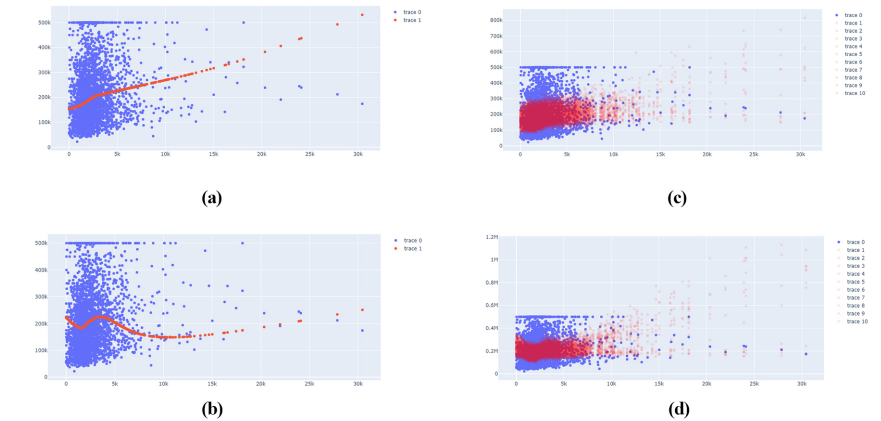 500k
400k
300k
200k
100k
0
0 5k 10k 15k 20k 25k 30k
trace 0
trace 1
(a)
800k
700k
600k
500k
400k
300k
200k
100k
0
0 5k 10k 15k 20k 25k 30k
trace 0
trace 1
trace 2
trace 3
trace 4
trace 5
trace 6
trace 7
trace 8
trace 9
trace 10
(c)
500k
400k
300k
200k
100k
0
0 5k 10k 15k 20k 25k 30k
trace 0
trace 1
(b)
1.2M
1M
0.8M
0.6M
0.4M
0.2M
0
0 5k 10k 15k 20k 25k 30k
trace 0
trace 1
trace 2
trace 3
trace 4
trace 5
trace 6
trace 7
trace 8
trace 9
trace 10
(d)